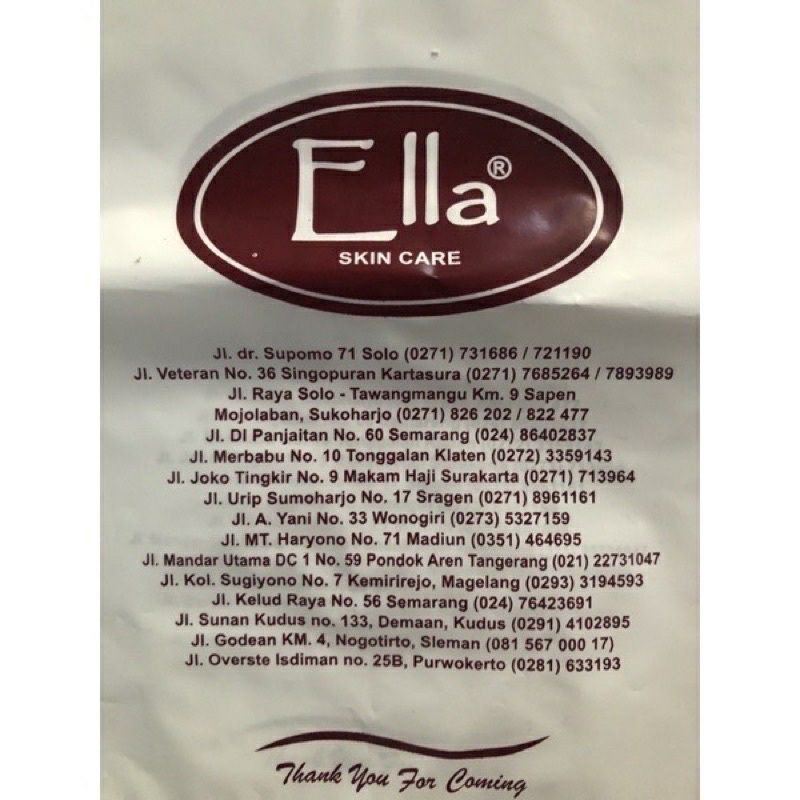 Ella®
SKIN CARE
Jl. dr. Supomo 71 Solo (0271) 731686 / 721190
Jl. Veteran No. 36 Singopuran Kartasura (0271) 7685264 / 7893989
Jl. Raya Solo - Tawangmangu Km. 9 Sapen
Mojolaban, Sukoharjo (0271) 826 202 / 822 477
Jl. DI Panjaitan No. 60 Semarang (024) 86402837
Jl. Merbabu No. 10 Tonggalan Klaten (0272) 3359143
Jl. Joko Tingkir No. 9 Makam Haji Surakarta (0271) 713964
Jl. Urip Sumoharjo No. 17 Sragen (0271) 8961161
Jl. A. Yani No. 33 Wonogiri (0273) 5327159
Jl. MT. Haryono No. 71 Madiun (0351) 464695
Jl. Mandar Utama DC 1 No. 59 Pondok Aren Tangerang (021) 22731047
Jl. Kol. Sugiyono No. 7 Kemirirejo, Magelang (0293) 3194593
Jl. Kelud Raya No. 56 Semarang (024) 76423691
Jl. Sunan Kudus no. 133, Demaan, Kudus (0291) 4102895
Jl. Godean KM. 4, Nogotirto, Sleman (081 567 000 17)
Jl. Overste Isdiman no. 25B, Purwokerto (0281) 633193
Thank You For Coming